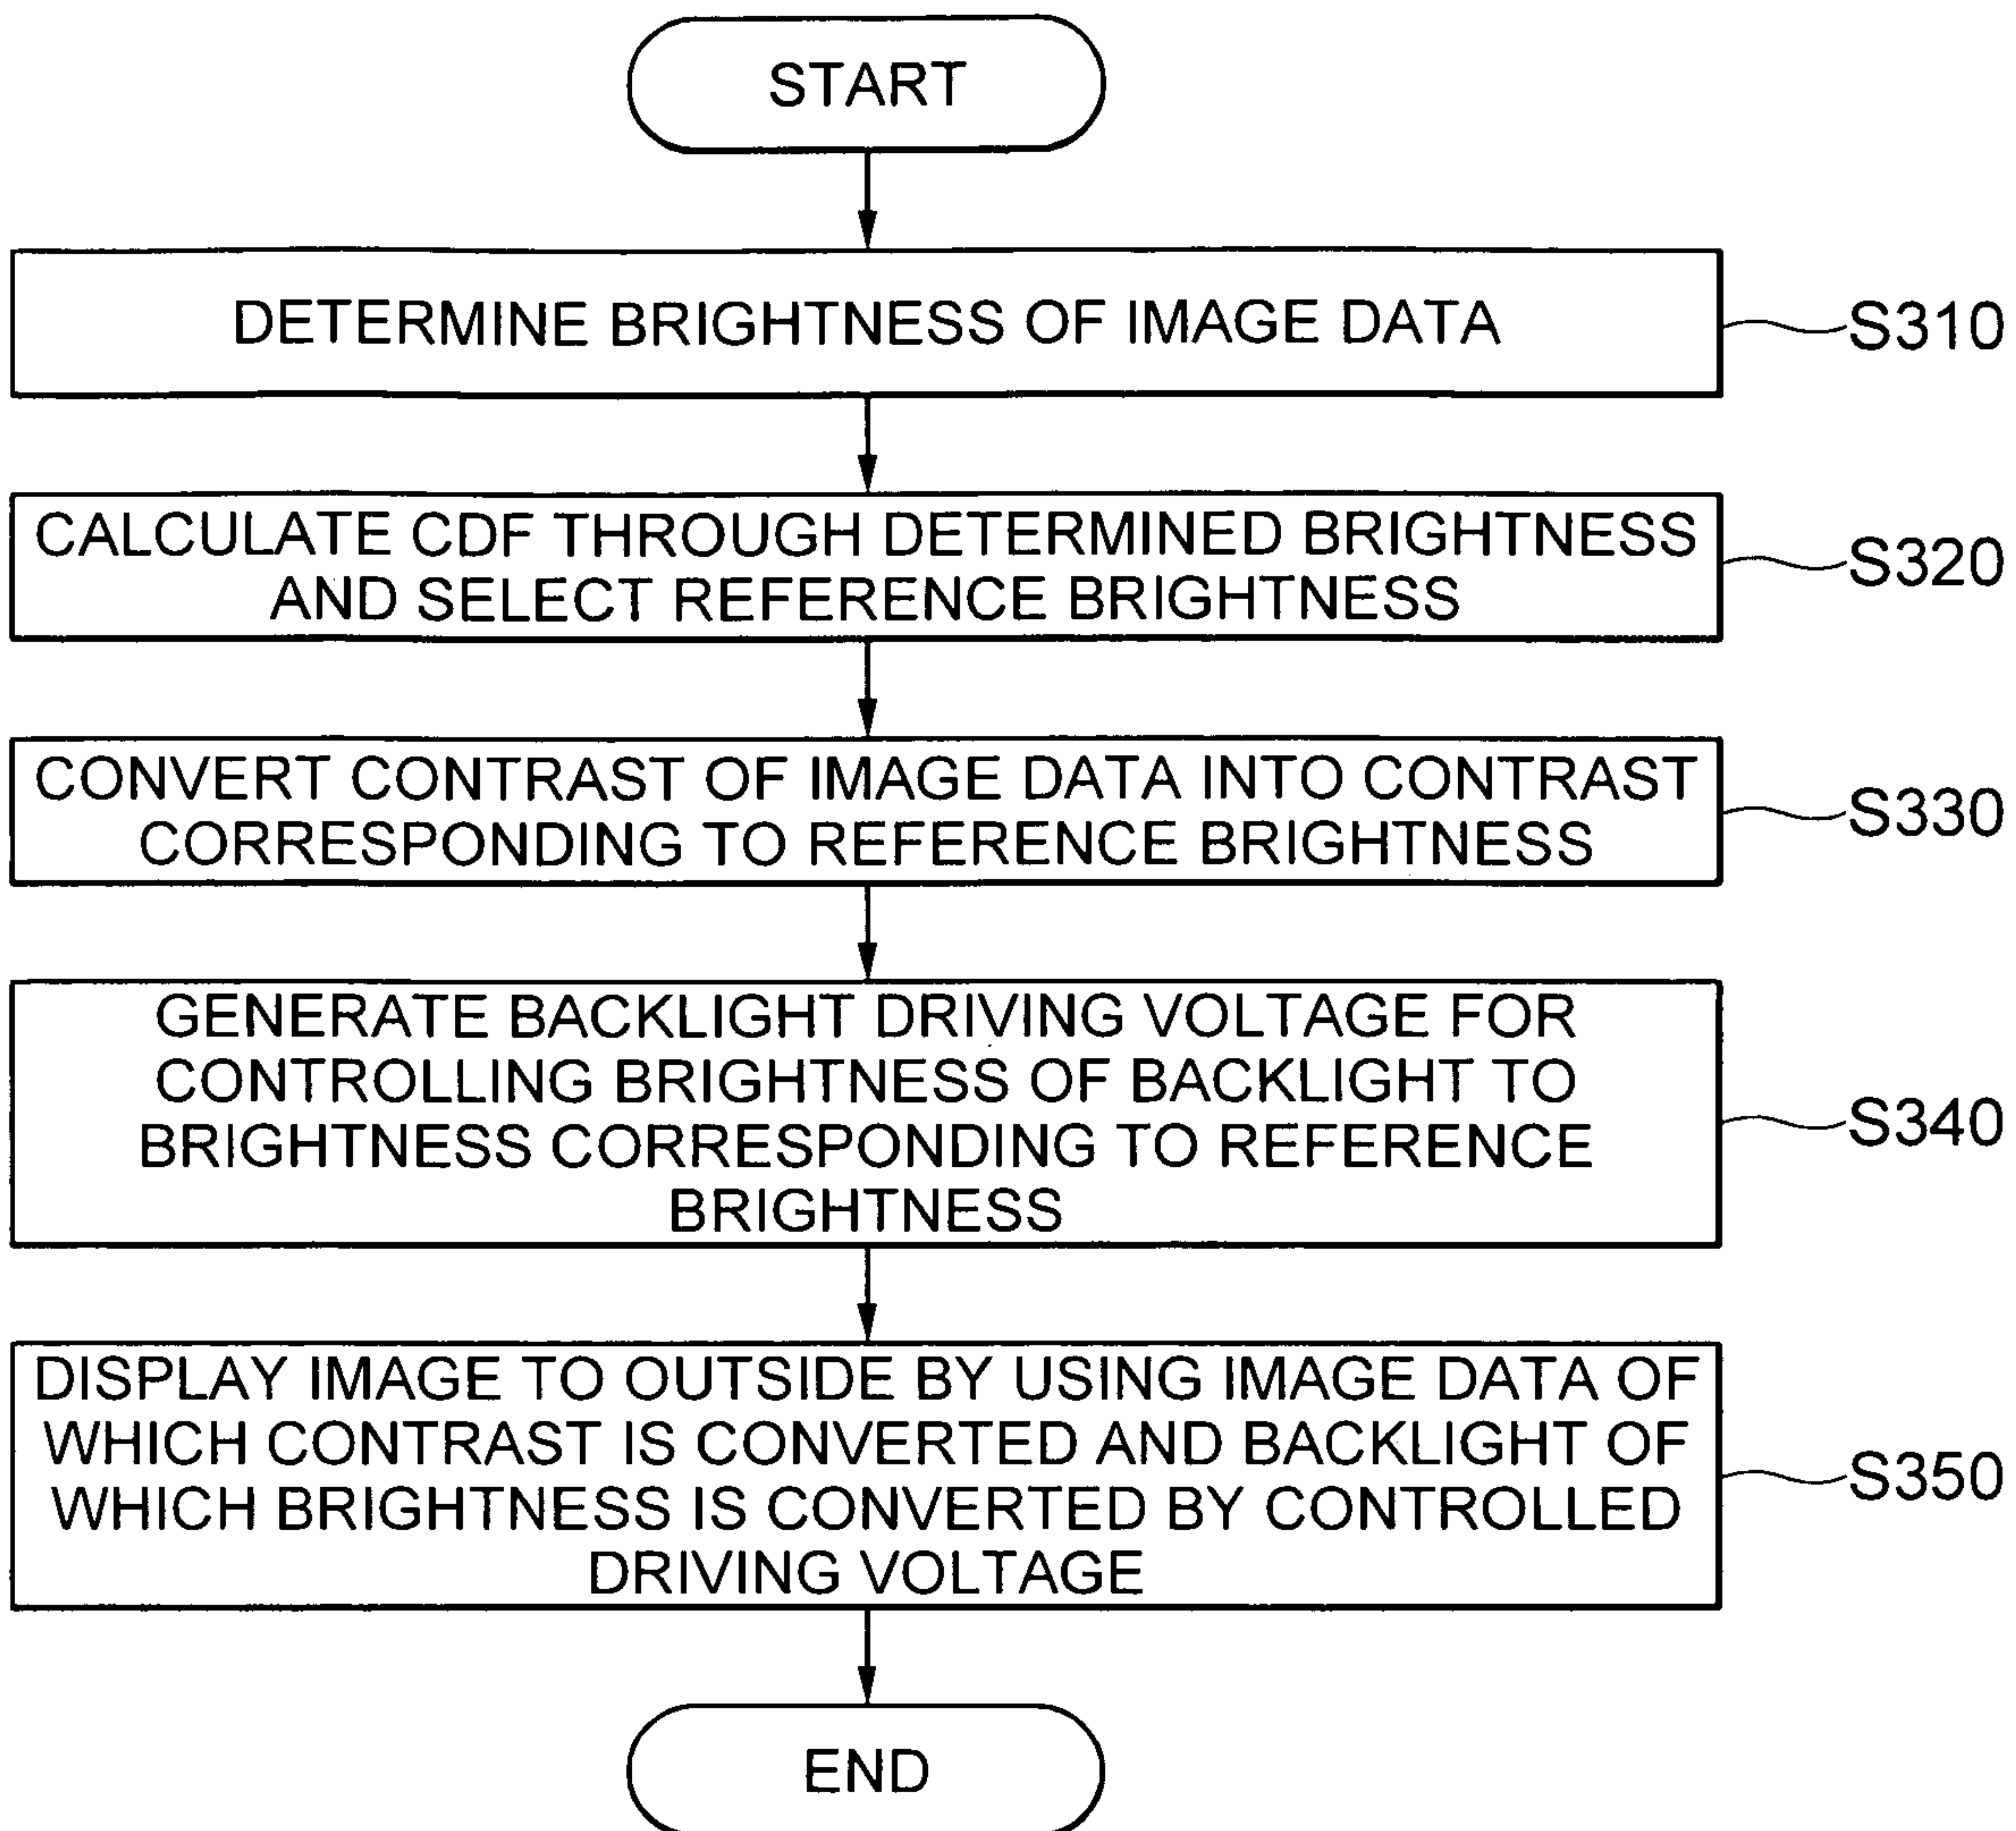 START
DETERMINE BRIGHTNESS OF IMAGE DATA
S310
CALCULATE CDF THROUGH DETERMINED BRIGHTNESS
AND SELECT REFERENCE BRIGHTNESS
S320
CONVERT CONTRAST OF IMAGE DATA INTO CONTRAST
CORRESPONDING TO REFERENCE BRIGHTNESS
S330
GENERATE BACKLIGHT DRIVING VOLTAGE FOR
CONTROLLING BRIGHTNESS OF BACKLIGHT TO
BRIGHTNESS CORRESPONDING TO REFERENCE
BRIGHTNESS
S340
DISPLAY IMAGE TO OUTSIDE BY USING IMAGE DATA OF
WHICH CONTRAST IS CONVERTED AND BACKLIGHT OF
WHICH BRIGHTNESS IS CONVERTED BY CONTROLLED
DRIVING VOLTAGE
S350
END